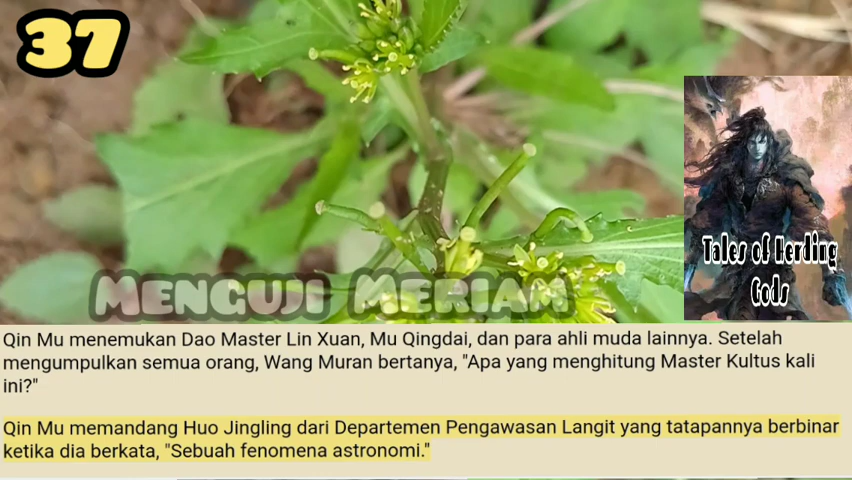 37
Tales of Herding
Gods
MENGUJI MERIAM
Qin Mu menemukan Dao Master Lin Xuan, Mu Qingdai, dan para ahli muda lainnya. Setelah
mengumpulkan semua orang, Wang Muran bertanya, "Apa yang menghitung Master Kultus kali
ini?"
Qin Mu memandang Huo Jingling dari Departemen Pengawasan Langit yang tatapannya berbinar
ketika dia berkata, "Sebuah fenomena astronomi."